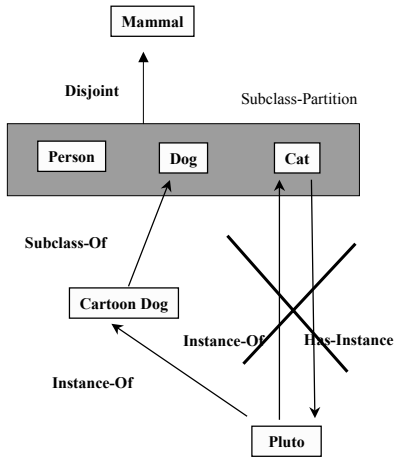 Mammal
Disjoint
Subclass-Partition
Person
Dog
Cat
Subclass-Of
Cartoon Dog
Instance-Of
Has-Instance
Instance-Of
Pluto